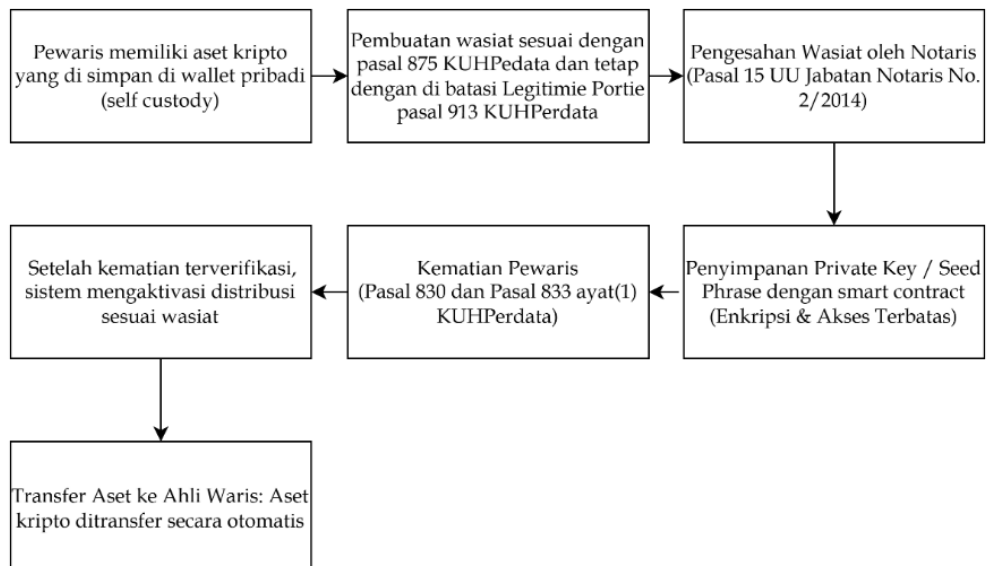 Pewaris memiliki aset kripto
yang di simpan di wallet pribadi
(self custody)
Pembuatan wasiat sesuai dengan
pasal 875 KUHPedata dan tetap
dengan di batasi Legitimie Portie
pasal 913 KUHPerdata
Pengesahan Wasiat oleh Notaris
(Pasal 15 UU Jabatan Notaris No.
2/2014)
Penyimpanan Private Key / Seed
Phrase dengan smart contract
(Enkripsi & Akses Terbatas)
Kematian Pewaris
(Pasal 830 dan Pasal 833 ayat(1)
KUHPerdata)
Setelah kematian terverifikasi,
sistem mengaktivasi distribusi
sesuai wasiat
Transfer Aset ke Ahli Waris: Aset
kripto ditransfer secara otomatis